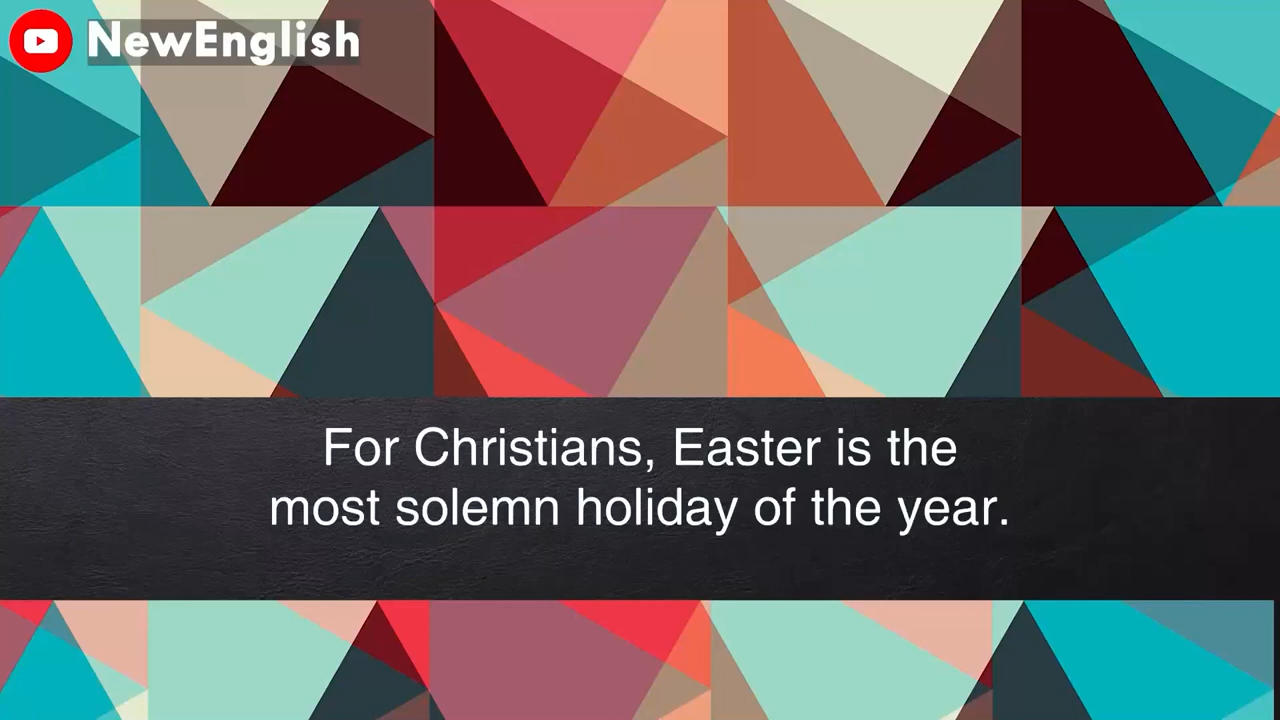 NewEnglish
For Christians, Easter is the
most solemn holiday of the year.